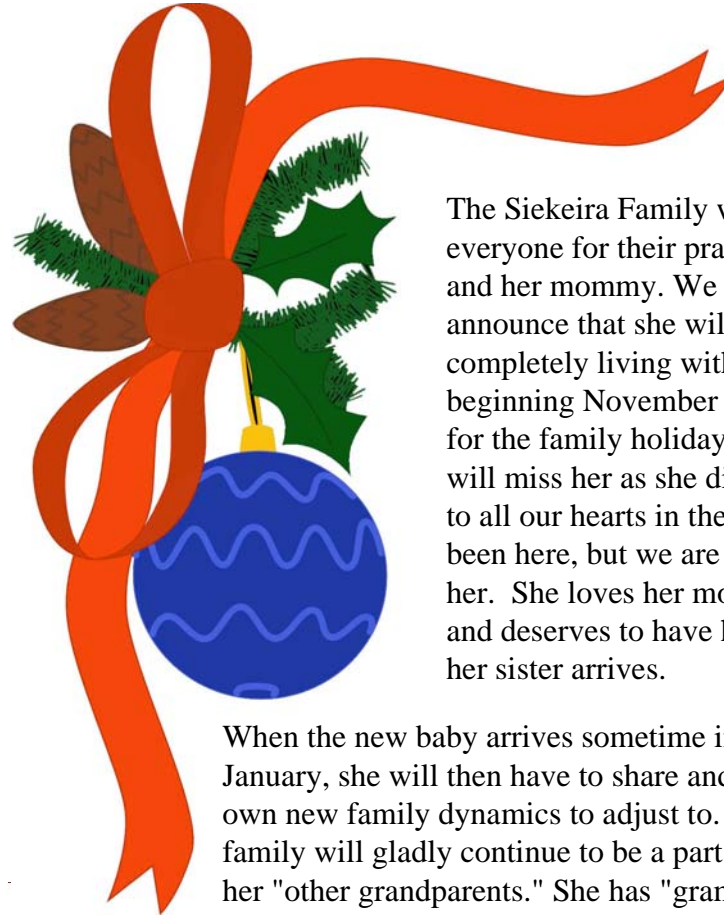 The Siekeira Family w
everyone for their pra
and her mommy. We
announce that she wil
completely living with
beginning November
for the family holiday
will miss her as she di
to all our hearts in the
been here, but we are
her.  She loves her mo
and deserves to have h
her sister arrives.
When the new baby arrives sometime i
January, she will then have to share and
own new family dynamics to adjust to.
family will gladly continue to be a part
her "other grandparents." She has "gran